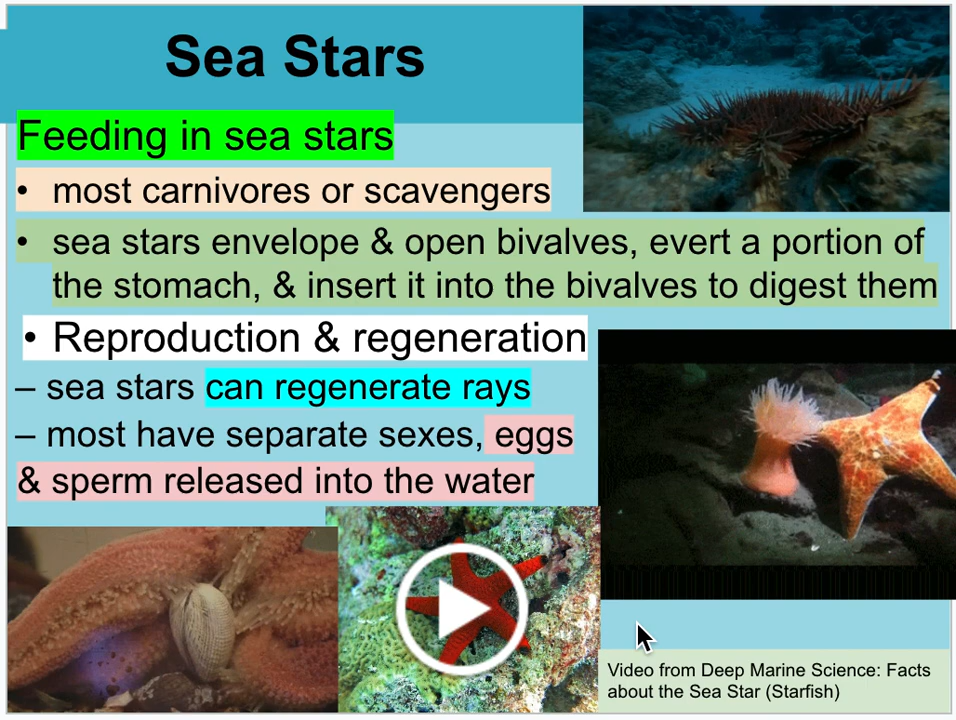 Sea Stars
Feeding in sea stars
• most carnivores or scavengers
• sea stars envelope & open bivalves, evert a portion of
the stomach, & insert it into the bivalves to digest them
• Reproduction & regeneration
– sea stars can regenerate rays
– most have separate sexes, eggs
& sperm released into the water
Video from Deep Marine Science: Facts
about the Sea Star (Starfish)